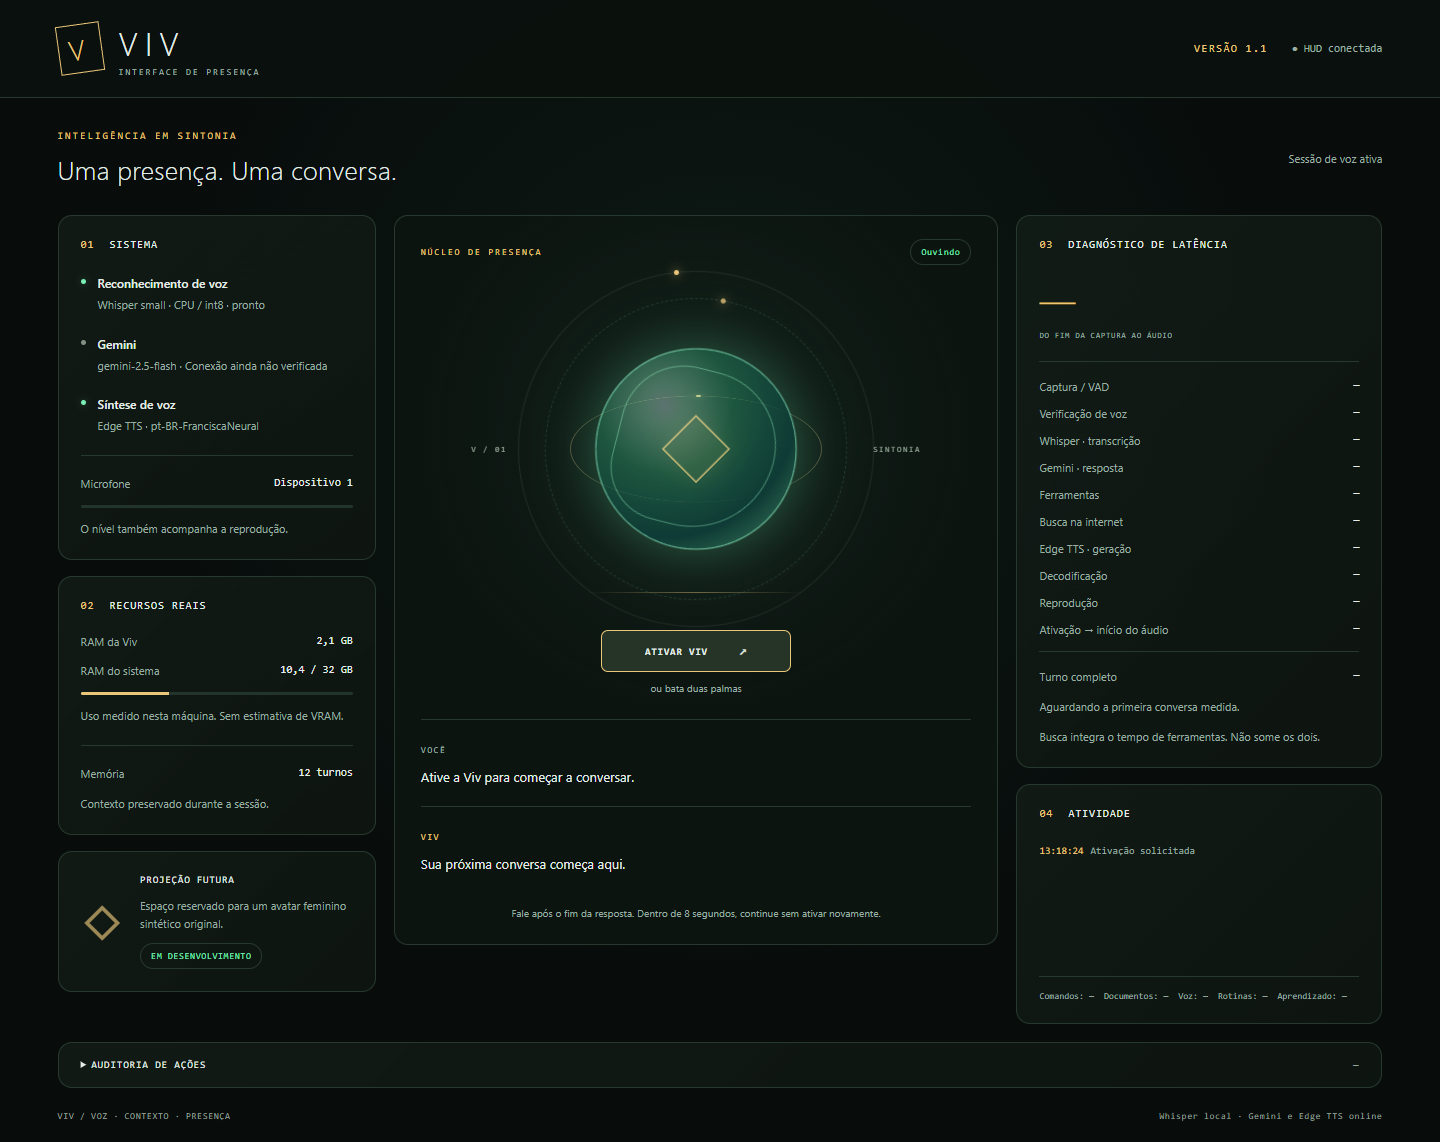 V
VIV
INTERFACE DE PRESENÇA
VERSÃO 1.1
● HUD conectada
INTELIGÊNCIA EM SINTONIA
Uma presença. Uma conversa.
Sessão de voz ativa
01 SISTEMA
Reconhecimento de voz
Whisper small · CPU / int8 · pronto
Gemini
gemini-2.5-flash · Conexão ainda não verificada
Síntese de voz
Edge TTS · pt-BR-FranciscaNeural
Microfone Dispositivo 1
O nível também acompanha a reprodução.
02 RECURSOS REAIS
RAM da Viv 2,1 GB
RAM do sistema 10,4 / 32 GB
Uso medido nesta máquina. Sem estimativa de VRAM.
Memória 12 turnos
Contexto preservado durante a sessão.
PROJEÇÃO FUTURA
Espaço reservado para um avatar feminino
sintético original.
EM DESENVOLVIMENTO
NÚCLEO DE PRESENÇA
Ouvindo
V / 01
SINTONIA
ATIVAR VIV ↗
ou bata duas palmas
VOCÊ
Ative a Viv para começar a conversar.
VIV
Sua próxima conversa começa aqui.
Fale após o fim da resposta. Dentro de 8 segundos, continue sem ativar novamente.
03 DIAGNÓSTICO DE LATÊNCIA
—
DO FIM DA CAPTURA AO ÁUDIO
Captura / VAD —
Verificação de voz —
Whisper · transcrição —
Gemini · resposta —
Ferramentas —
Busca na internet —
Edge TTS · geração —
Decodificação —
Reprodução —
Ativação → início do áudio —
Turno completo —
Aguardando a primeira conversa medida.
Busca integra o tempo de ferramentas. Não some os dois.
04 ATIVIDADE
13:18:24 Ativação solicitada
Comandos: — Documentos: — Voz: — Rotinas: — Aprendizado: —
▶ AUDITORIA DE AÇÕES —
VIV / VOZ · CONTEXTO · PRESENÇA
Whisper local · Gemini e Edge TTS online